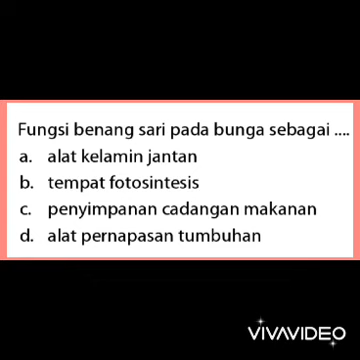 Fungsi benang sari pada bunga sebagai ....
a. alat kelamin jantan
b. tempat fotosintesis
c. penyimpanan cadangan makanan
d. alat pernapasan tumbuhan
VIVAVIDEO